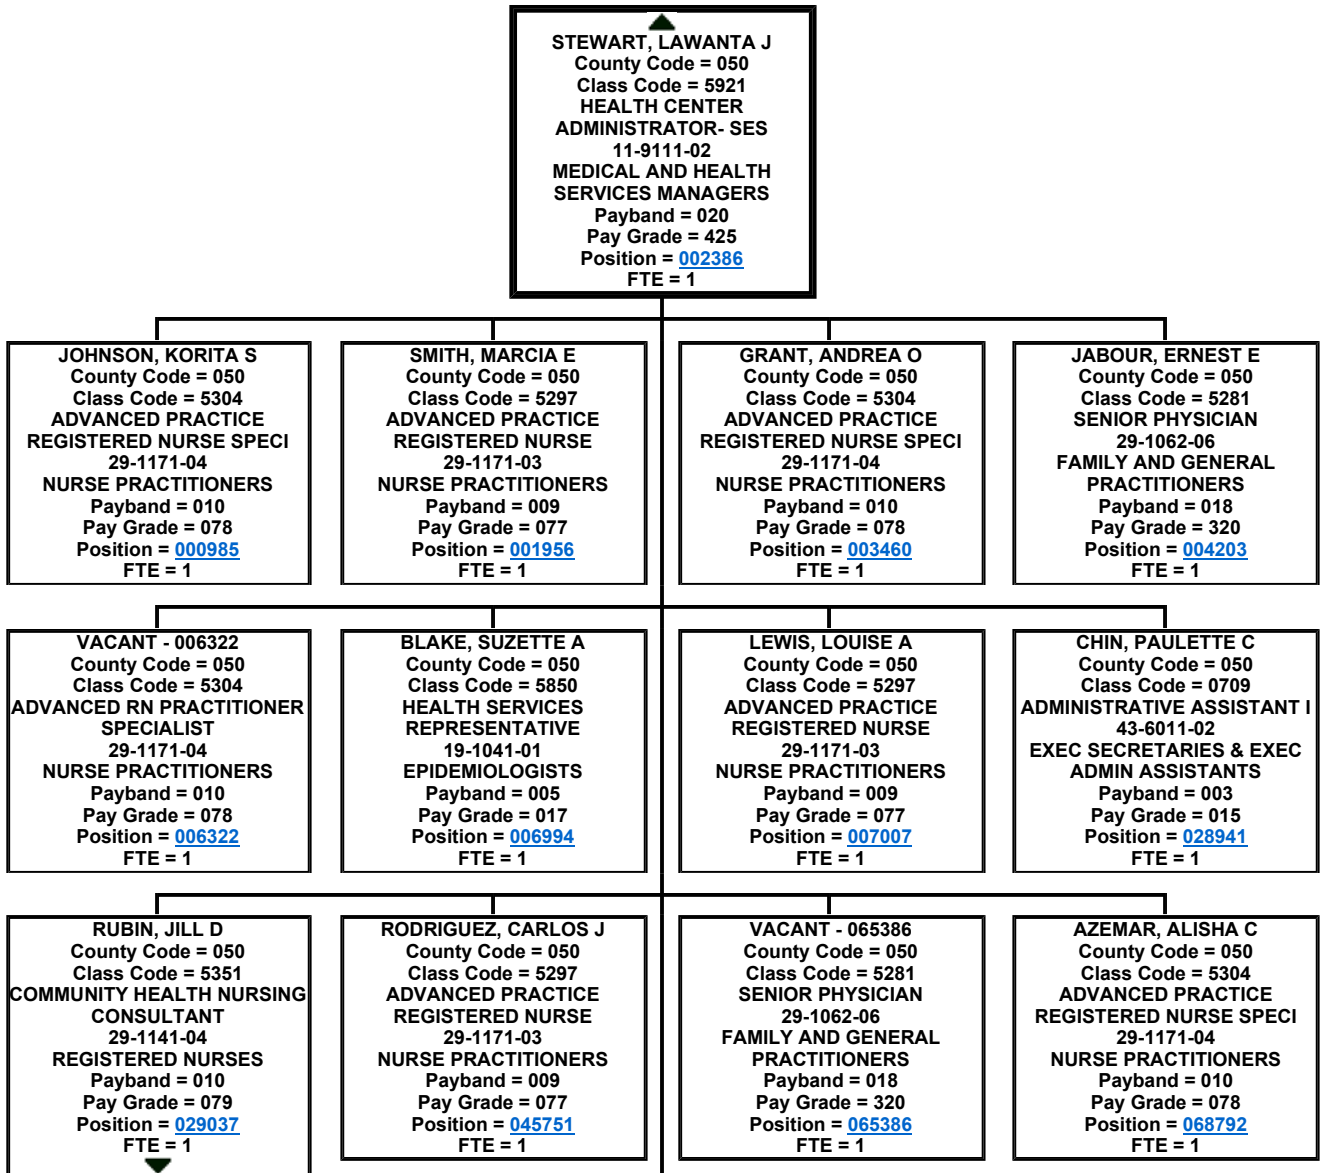 STEWART, LAWANTA J
County Code = 050
Class Code = 5921
HEALTH CENTER
ADMINISTRATOR- SES
11-9111-02
MEDICAL AND HEALTH
SERVICES MANAGERS
Payband = 020
Pay Grade = 425
Position = 002386
FTE = 1
JOHNSON, KORITA S
County Code = 050
Class Code = 5304
ADVANCED PRACTICE
REGISTERED NURSE SPECI
29-1171-04
NURSE PRACTITIONERS
Payband = 010
Pay Grade = 078
Position = 000985
FTE = 1
SMITH, MARCIA E
County Code = 050
Class Code = 5297
ADVANCED PRACTICE
REGISTERED NURSE
29-1171-03
NURSE PRACTITIONERS
Payband = 009
Pay Grade = 077
Position = 001956
FTE = 1
GRANT, ANDREA O
County Code = 050
Class Code = 5304
ADVANCED PRACTICE
REGISTERED NURSE SPECI
29-1171-04
NURSE PRACTITIONERS
Payband = 010
Pay Grade = 078
Position = 003460
FTE = 1
JABOUR, ERNEST E
County Code = 050
Class Code = 5281
SENIOR PHYSICIAN
29-1062-06
FAMILY AND GENERAL
PRACTITIONERS
Payband = 018
Pay Grade = 320
Position = 004203
FTE = 1
VACANT - 006322
County Code = 050
Class Code = 5304
ADVANCED RN PRACTITIONER
SPECIALIST
29-1171-04
NURSE PRACTITIONERS
Payband = 010
Pay Grade = 078
Position = 006322
FTE = 1
BLAKE, SUZETTE A
County Code = 050
Class Code = 5850
HEALTH SERVICES
REPRESENTATIVE
19-1041-01
EPIDEMIOLOGISTS
Payband = 005
Pay Grade = 017
Position = 006994
FTE = 1
LEWIS, LOUISE A
County Code = 050
Class Code = 5297
ADVANCED PRACTICE
REGISTERED NURSE
29-1171-03
NURSE PRACTITIONERS
Payband = 009
Pay Grade = 077
Position = 007007
FTE = 1
CHIN, PAULETTE C
County Code = 050
Class Code = 0709
ADMINISTRATIVE ASSISTANT I
43-6011-02
EXEC SECRETARIES & EXEC
ADMIN ASSISTANTS
Payband = 003
Pay Grade = 015
Position = 028941
FTE = 1
RUBIN, JILL D
County Code = 050
Class Code = 5351
COMMUNITY HEALTH NURSING
CONSULTANT
29-1141-04
REGISTERED NURSES
Payband = 010
Pay Grade = 079
Position = 029037
FTE = 1
RODRIGUEZ, CARLOS J
County Code = 050
Class Code = 5297
ADVANCED PRACTICE
REGISTERED NURSE
29-1171-03
NURSE PRACTITIONERS
Payband = 009
Pay Grade = 077
Position = 045751
FTE = 1
VACANT - 065386
County Code = 050
Class Code = 5281
SENIOR PHYSICIAN
29-1062-06
FAMILY AND GENERAL
PRACTITIONERS
Payband = 018
Pay Grade = 320
Position = 065386
FTE = 1
AZEMAR, ALISHA C
County Code = 050
Class Code = 5304
ADVANCED PRACTICE
REGISTERED NURSE SPECI
29-1171-04
NURSE PRACTITIONERS
Payband = 010
Pay Grade = 078
Position = 068792
FTE = 1